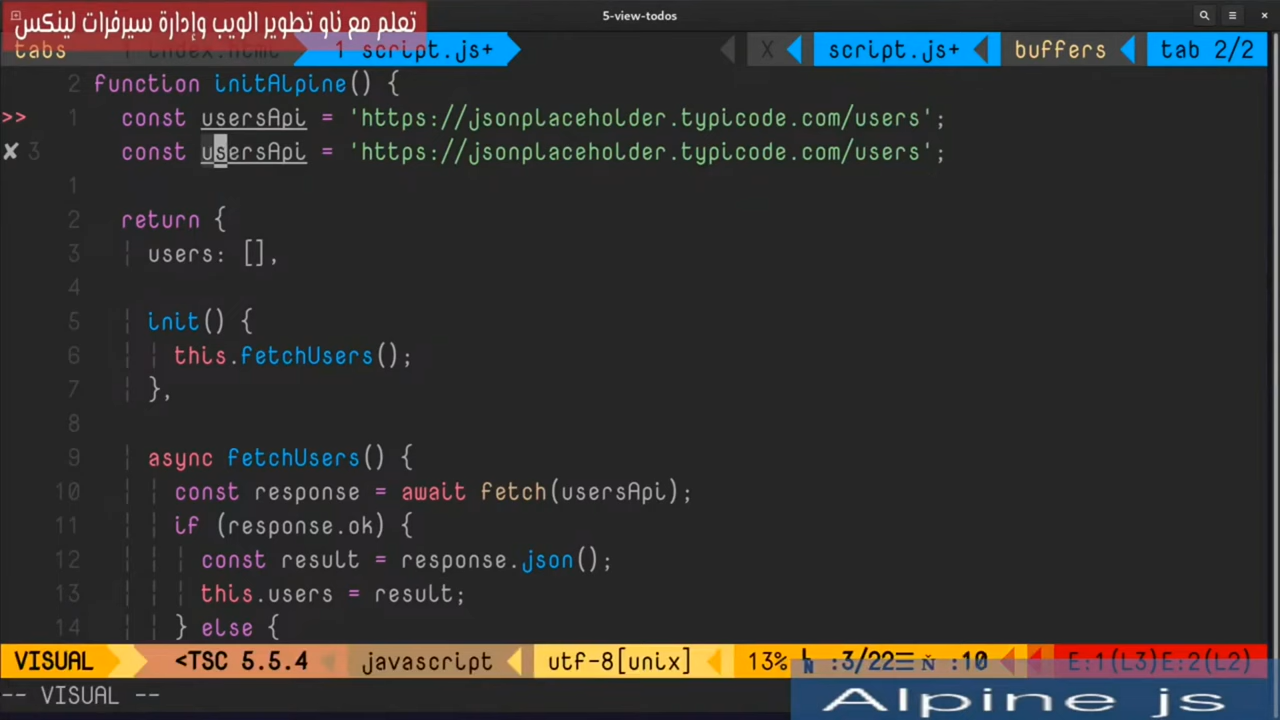 5-view-todos
تعلم مع ناو تطوير الويب وإدارة سيرفرات لينكس
tabs index.html 1 script.js+ X script.js+ buffers tab 2/2
2 function initAlpine() {
>> 1 const usersApi = 'https://jsonplaceholder.typicode.com/users';
✘ 3 const usersApi = 'https://jsonplaceholder.typicode.com/users';
1
2 return {
3 users: [],
4
5 init() {
6 this.fetchUsers();
7 },
8
9 async fetchUsers() {
10 const response = await fetch(usersApi);
11 if (response.ok) {
12 const result = response.json();
13 this.users = result;
14 } else {
VISUAL <TSC 5.5.4 javascript utf-8[unix] 13% :3/22☰ :10 E:1(L3)E:2(L2)
-- VISUAL --
Alpine js